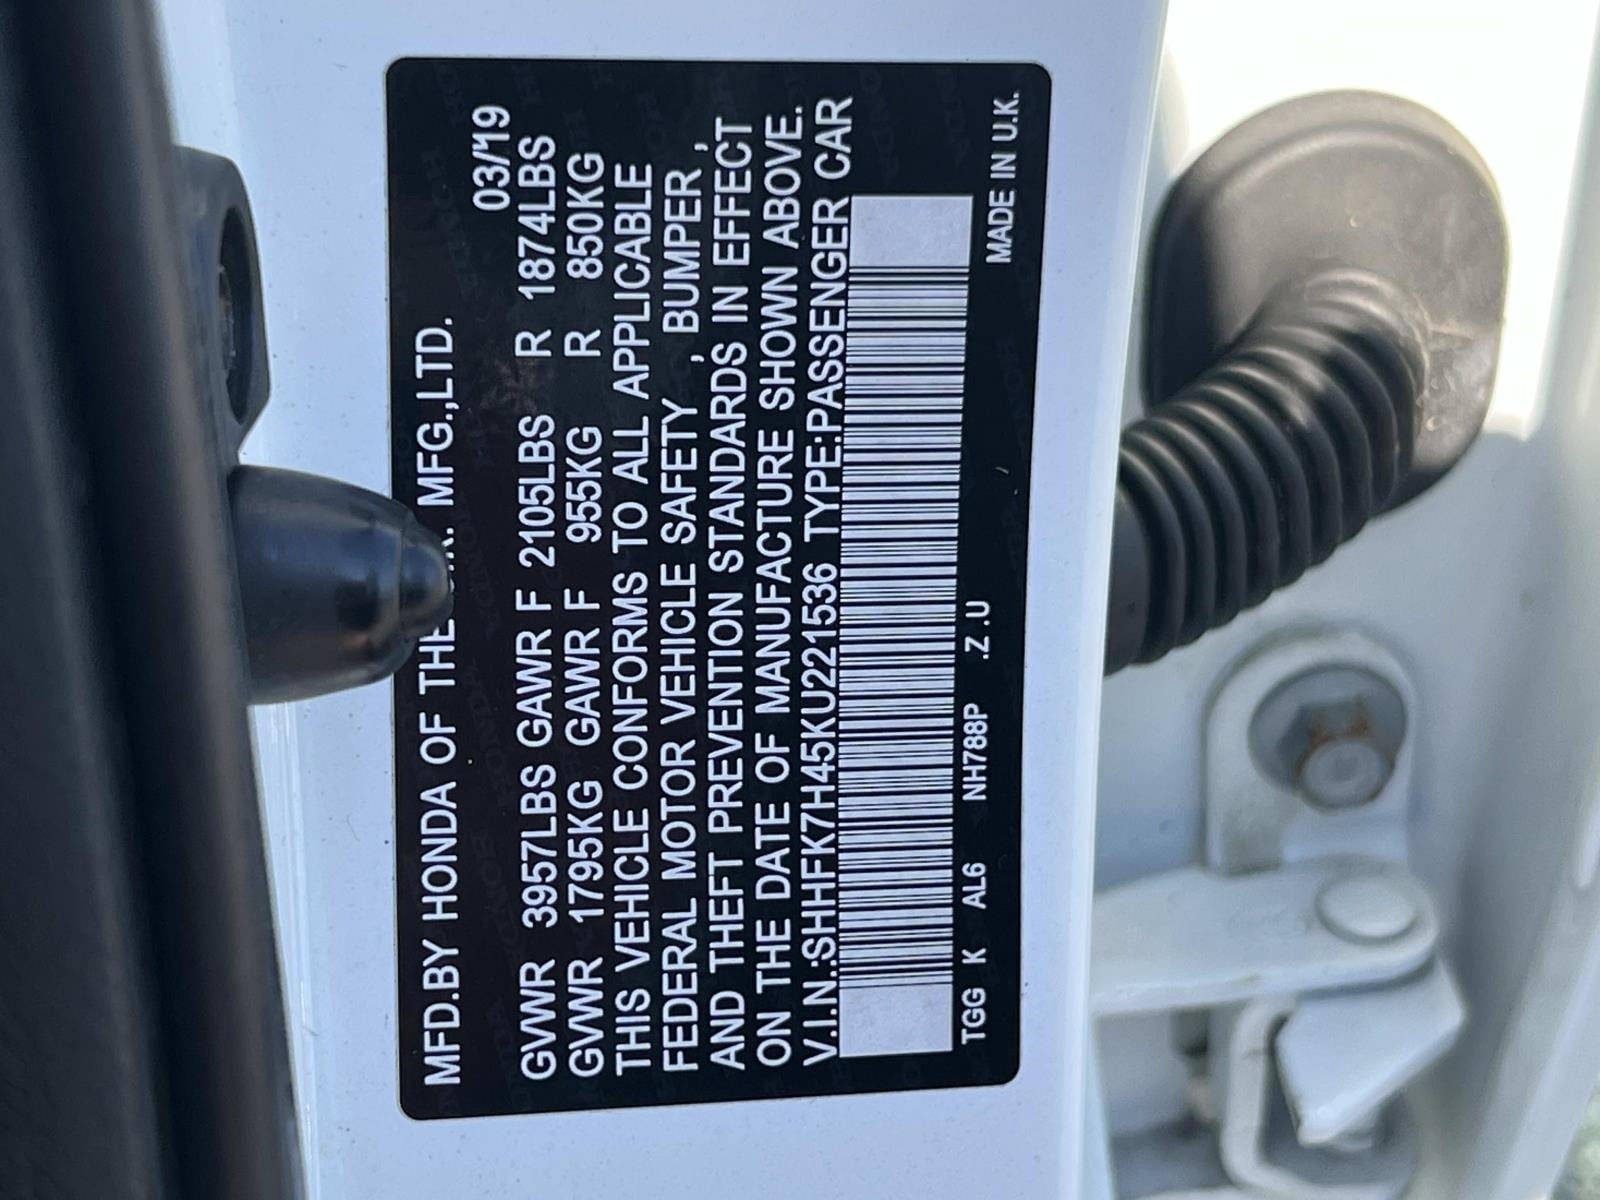 MFD.BY HONDA OF THE U.K. MFG.,LTD.
03/19
GVWR 3957LBS GAWR F 2105LBS R 1874LBS
GVWR 1795KG GAWR F 955KG R 850KG
THIS VEHICLE CONFORMS TO ALL APPLICABLE
FEDERAL MOTOR VEHICLE SAFETY , BUMPER ,
AND THEFT PREVENTION STANDARDS IN EFFECT
ON THE DATE OF MANUFACTURE SHOWN ABOVE.
V.I.N.:SHHFK7H45KU221536 TYPE:PASSENGER CAR
TGG K AL6 NH788P .Z .U MADE IN U.K.